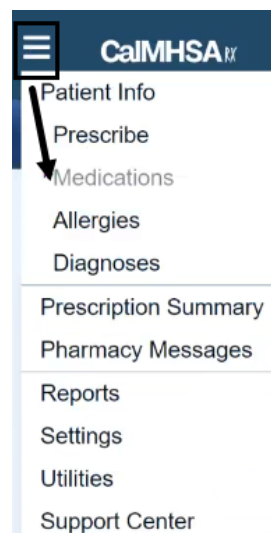 CalMHSA RX
Patient Info
Prescribe
Medications
Allergies
Diagnoses
Prescription Summary
Pharmacy Messages
Reports
Settings
Utilities
Support Center